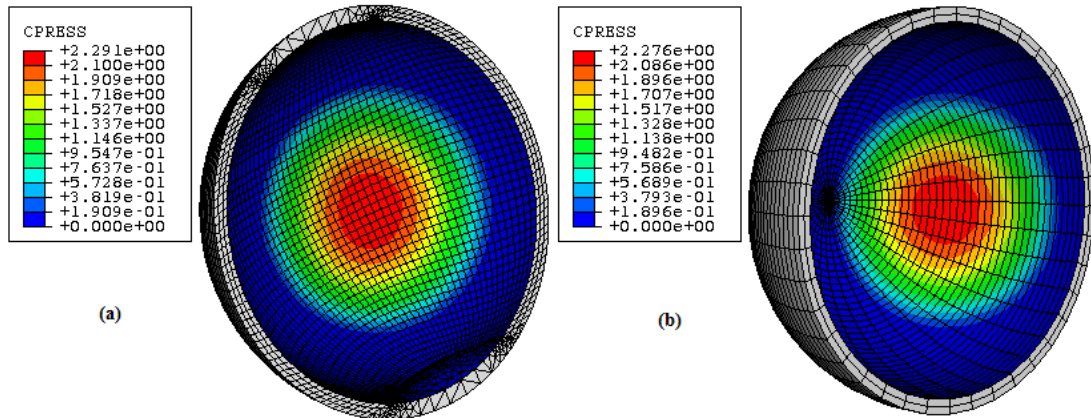 CPRESS
+2.291e+00
+2.100e+00
+1.909e+00
+1.718e+00
+1.527e+00
+1.337e+00
+1.146e+00
+9.547e-01
+7.637e-01
+5.728e-01
+3.819e-01
+1.909e-01
+0.000e+00
(a)
CPRESS
+2.276e+00
+2.086e+00
+1.896e+00
+1.707e+00
+1.517e+00
+1.328e+00
+1.138e+00
+9.482e-01
+7.586e-01
+5.689e-01
+3.793e-01
+1.896e-01
+0.000e+00
(b)